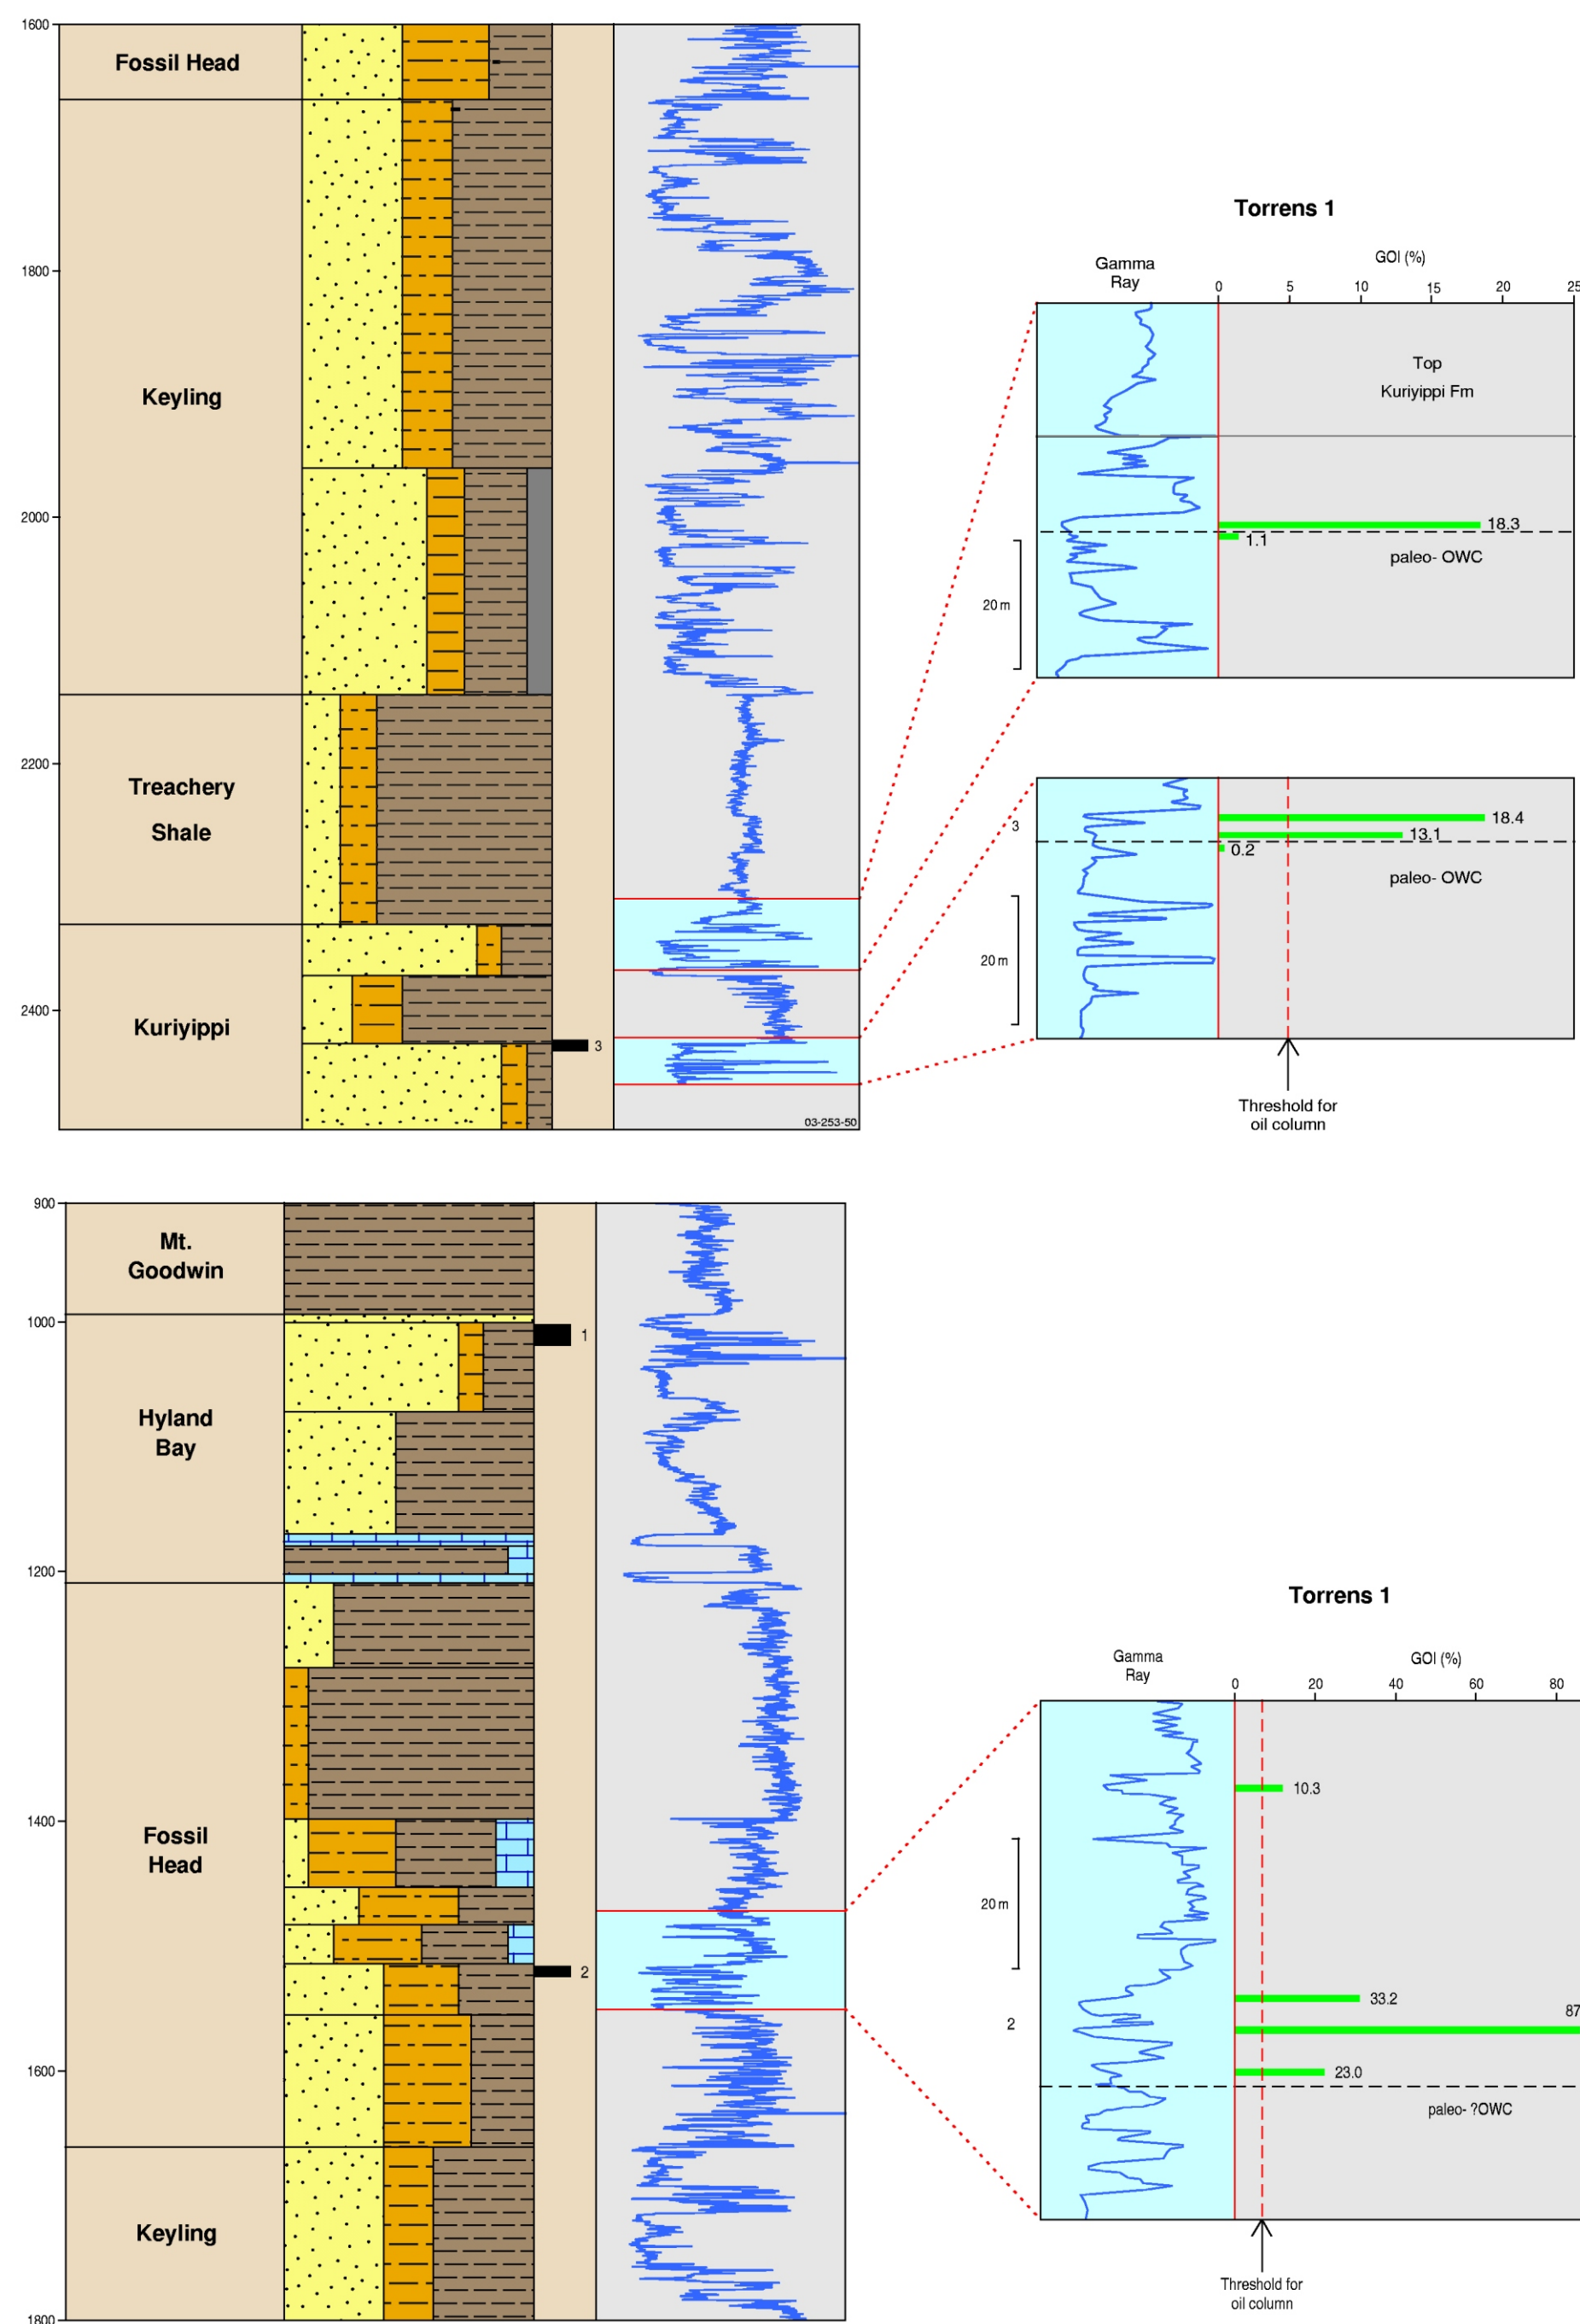 1600
Fossil Head
Keyling
1800
2000
2200
Treachery
Shale
2400
Kuriyippi
3
03-253-50
Torrens 1
Gamma
Ray
GOI (%)
0 5 10 15 20 25
Top
Kuriyippi Fm
18.3
1.1
paleo- OWC
20 m
3
18.4
13.1
0.2
paleo- OWC
20 m
Threshold for
oil column
900
Mt.
Goodwin
1000
1
Hyland
Bay
1200
1400
Fossil
Head
2
1600
Keyling
1800
Torrens 1
Gamma
Ray
GOI (%)
0 20 40 60 80
10.3
20 m
33.2
2
87
23.0
paleo- ?OWC
Threshold for
oil column